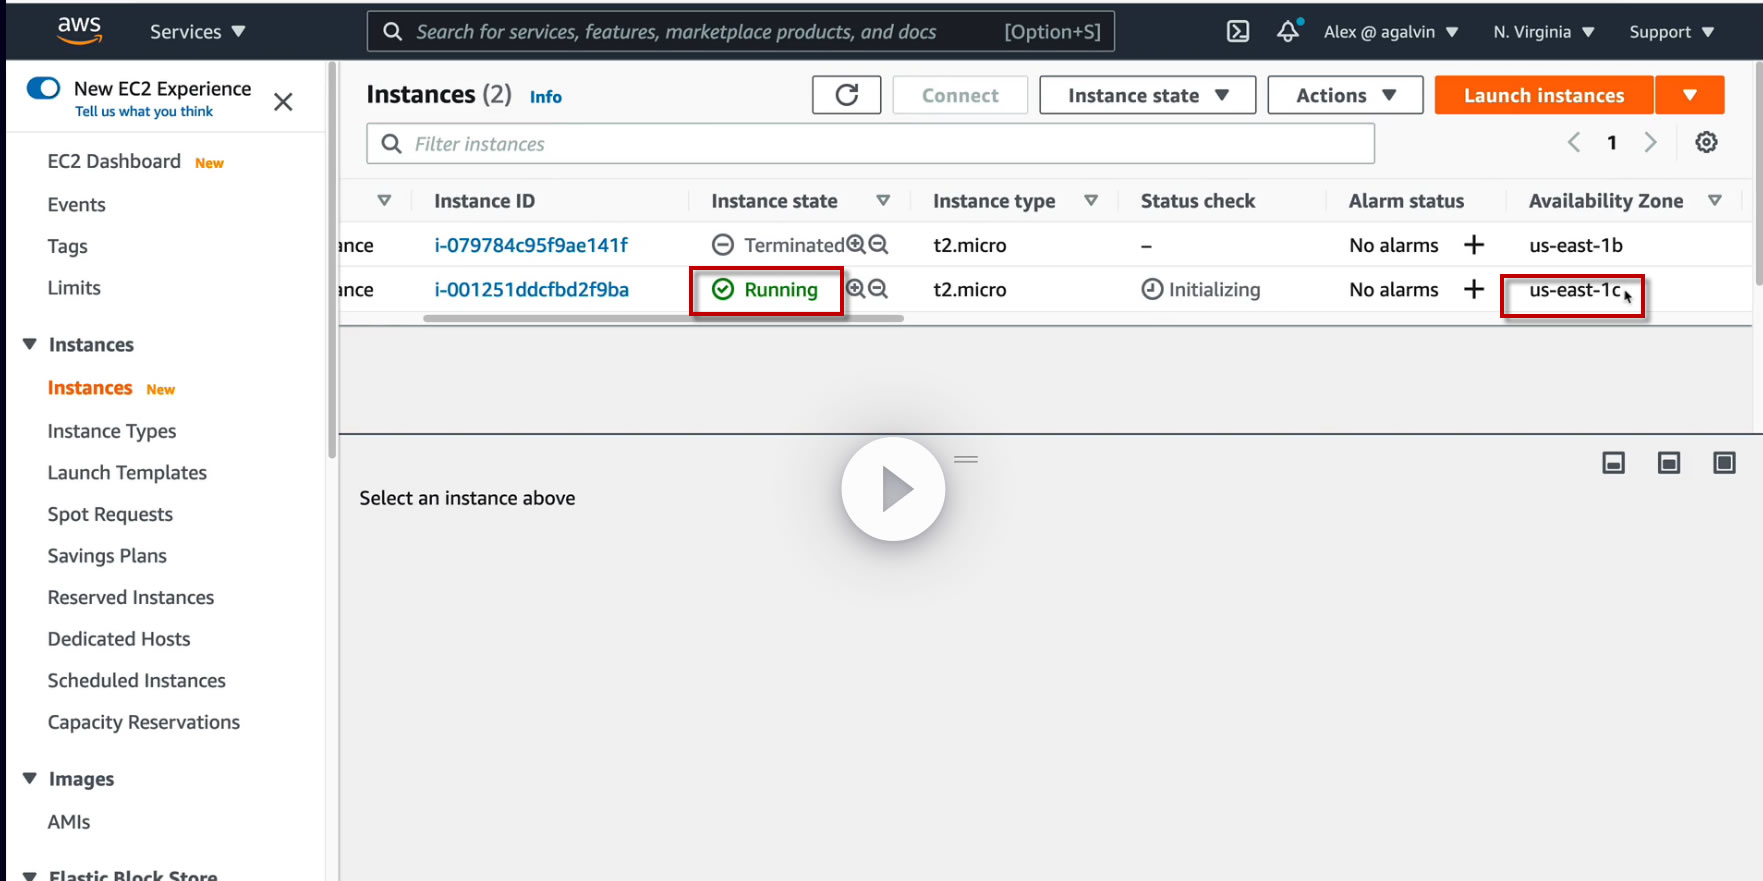 aws Services Search for services, features, marketplace products, and docs [Option+S] Alex @ agalvin N. Virginia Support
New EC2 Experience
Tell us what you think
EC2 Dashboard New
Events
Tags
Limits
Instances
Instances New
Instance Types
Launch Templates
Spot Requests
Savings Plans
Reserved Instances
Dedicated Hosts
Scheduled Instances
Capacity Reservations
Images
AMIs
Elastic Block Store
Instances (2) Info Connect Instance state Actions Launch instances
Filter instances 1
Instance ID Instance state Instance type Status check Alarm status Availability Zone
ance i-079784c95f9ae141f Terminated t2.micro – No alarms + us-east-1b
ance i-001251ddcfbd2f9ba Running t2.micro Initializing No alarms + us-east-1c
Select an instance above